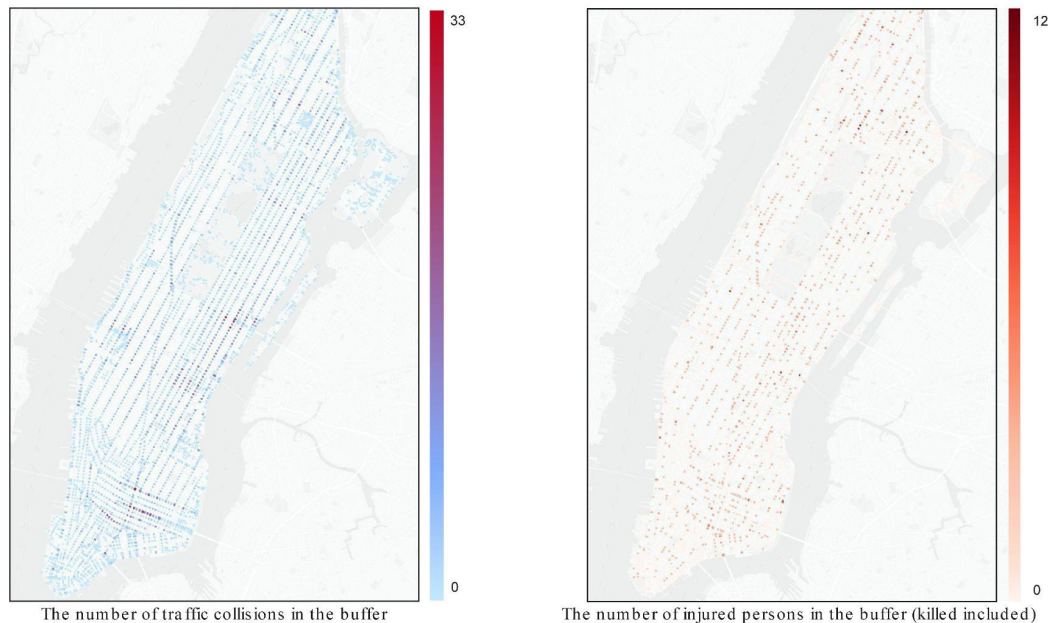 33
0
The number of traffic collisions in the buffer
12
0
The number of injured persons in the buffer (killed included)